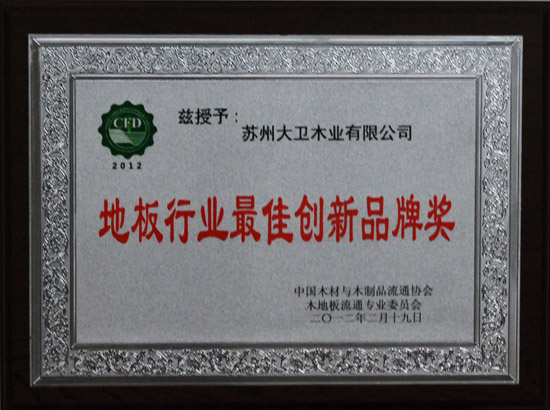 CFD
2012
兹授予：
苏州大卫木业有限公司
地板行业最佳创新品牌奖
中国木材与木制品流通协会
木地板流通专业委员会
二〇一二年二月十九日